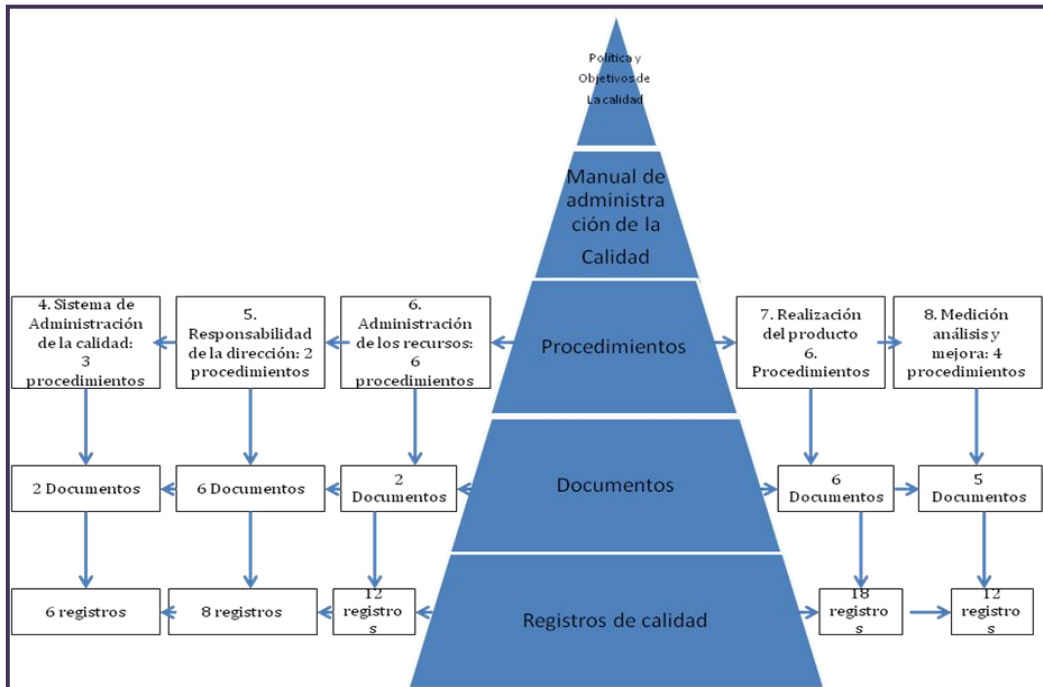 Política y
Objetivos de
La calidad
Manual de
administra
ción de la
Calidad
4. Sistema de
Administración
de la calidad:
3
procedimientos
5.
Responsabilidad
de la dirección: 2
procedimientos
6.
Administración
de los recursos:
6
procedimientos
Procedimientos
7. Realización
del producto
6.
Procedimientos
8. Medición
análisis y
mejora: 4
procedimientos
2 Documentos
6 Documentos
2
Documentos
Documentos
6
Documentos
5
Documentos
6 registros
8 registros
12
registro
s
Registros de calidad
18
registro
s
12
registro
s